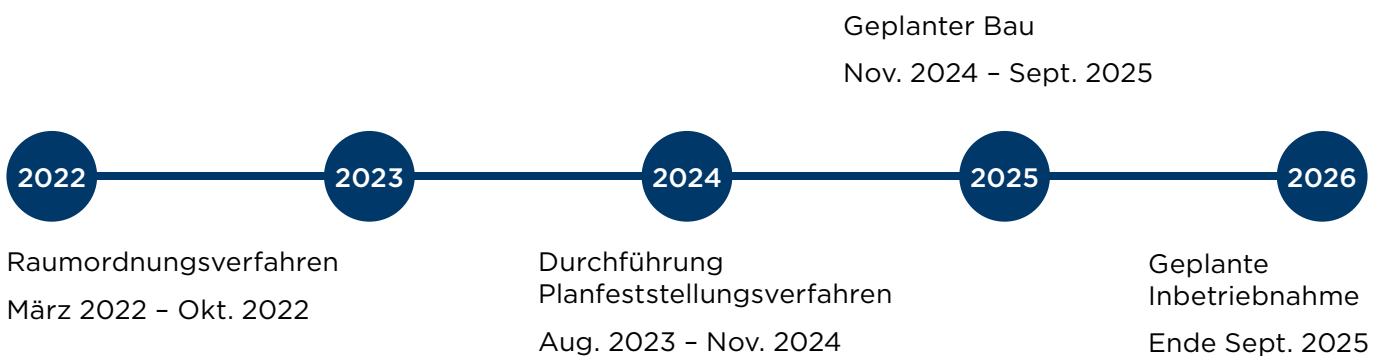 Geplanter Bau
Nov. 2024 – Sept. 2025
2022
2023
2024
2025
2026
Raumordnungsverfahren
März 2022 – Okt. 2022
Durchführung
Planfeststellungsverfahren
Aug. 2023 – Nov. 2024
Geplante
Inbetriebnahme
Ende Sept. 2025